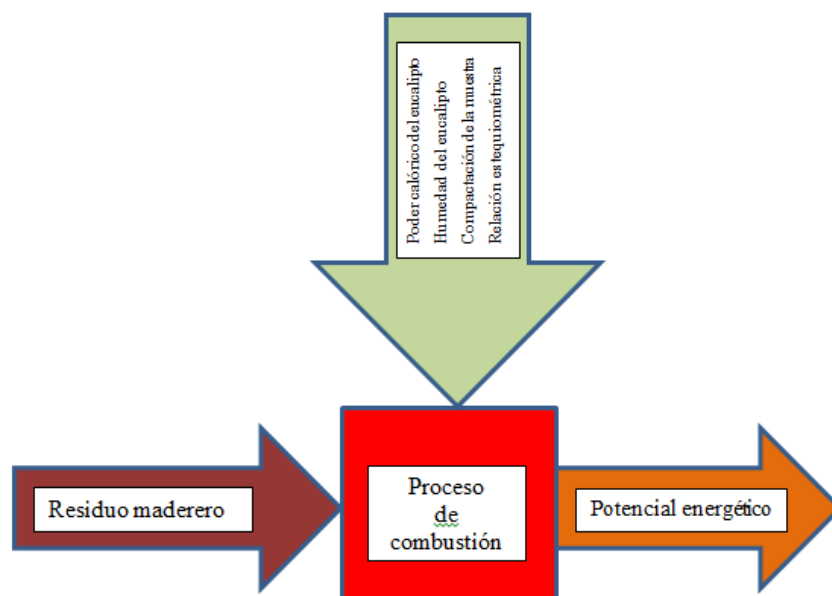 Poder calórico del eucalipto
Humedad del eucalipto
Compactación de la muestra
Relación estequiométrica
Residuo maderero
Proceso
de
combustión
Potencial energético